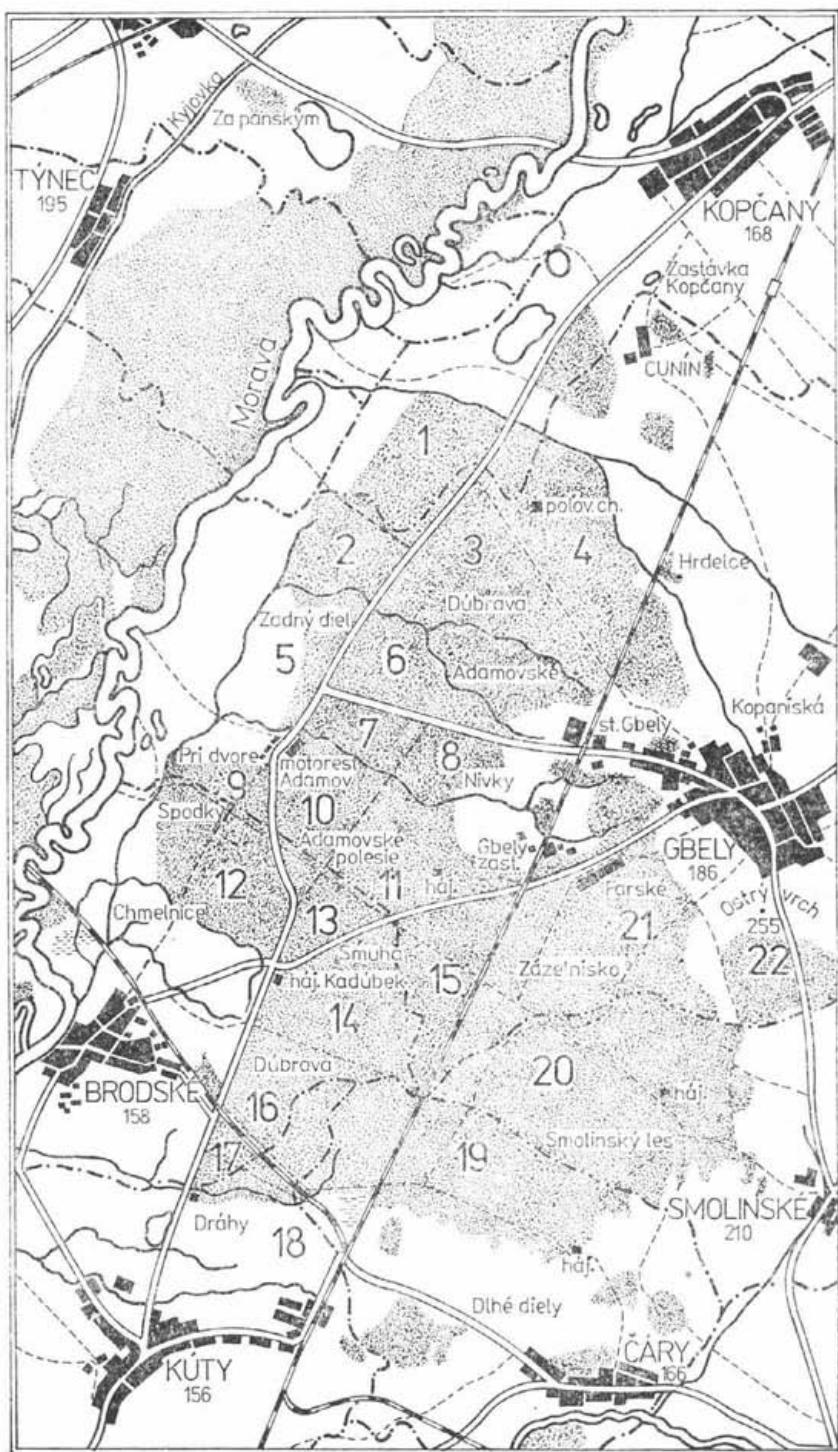 Kyjovka
Za panským
TÝNEC
195
KOPČANY
168
Zastávka
Kopčany
CUNÍN
Morava
1
polov. ch.
2
3
4
Hrdelce
Dúbrava
Zadný diel
5
6
Adamovské
Kopaniská
st. Gbely
Pri dvore
7
motorest
Adamov
8
Nivky
9
10
Spodky
Adamovské
polesie
Gbely
zast.
GBELY
186
11
háj.
12
Farské
Ostrý vrch
255
Chmelnice
13
21
22
Smuha
háj. Kadúbek
15
14
Dúbrava
20
háj.
BRODSKÉ
158
16
Smolinský les
17
19
SMOLINSKÉ
210
Dráhy
18
háj.
Dlhé diely
KÚTY
156
ČÁRY
166